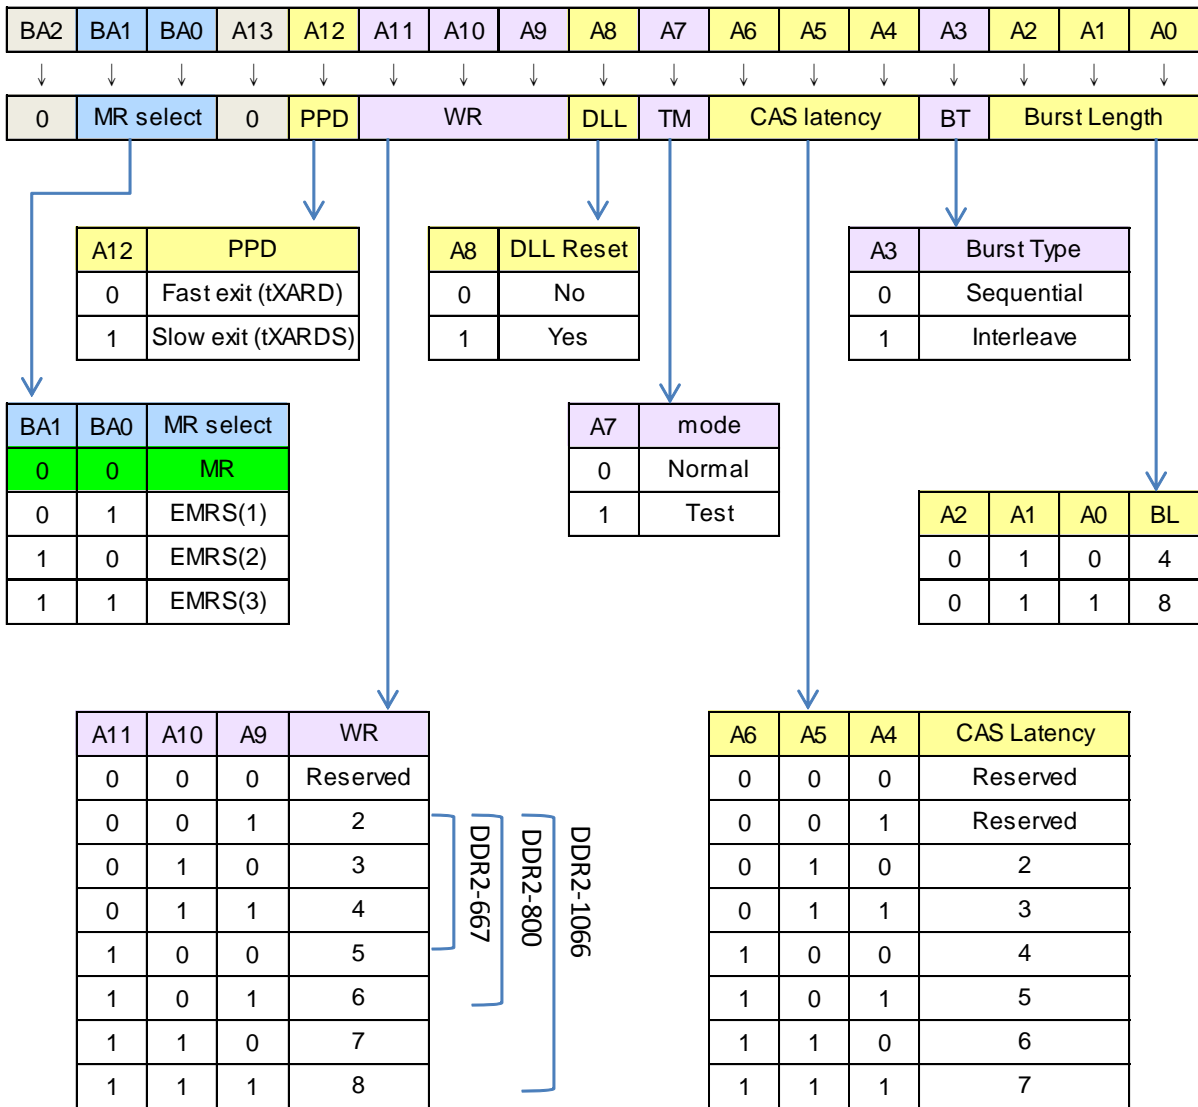 BA2 BA1 BA0 A13 A12 A11 A10 A9 A8 A7 A6 A5 A4 A3 A2 A1 A0
0 MR select 0 PPD WR DLL TM CAS latency BT Burst Length
A12 PPD
0 Fast exit (tXARD)
1 Slow exit (tXARDS)
A8 DLL Reset
0 No
1 Yes
A3 Burst Type
0 Sequential
1 Interleave
BA1 BA0 MR select
0 0 MR
0 1 EMRS(1)
1 0 EMRS(2)
1 1 EMRS(3)
A7 mode
0 Normal
1 Test
A2 A1 A0 BL
0 1 0 4
0 1 1 8
A11 A10 A9 WR
0 0 0 Reserved
0 0 1 2
0 1 0 3
0 1 1 4
1 0 0 5
1 0 1 6
1 1 0 7
1 1 1 8
DDR2-667
DDR2-800
DDR2-1066
A6 A5 A4 CAS Latency
0 0 0 Reserved
0 0 1 Reserved
0 1 0 2
0 1 1 3
1 0 0 4
1 0 1 5
1 1 0 6
1 1 1 7